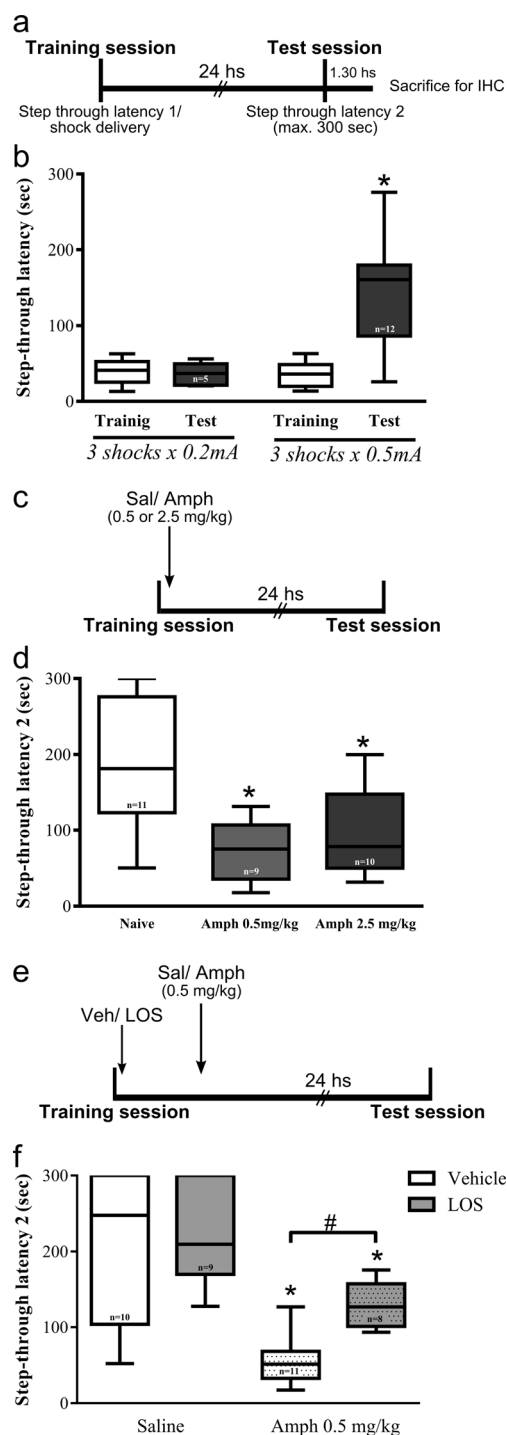 a
Training session
Test session
24 hs
1.30 hs
Sacrifice for IHC
Step through latency 1/
shock delivery
Step through latency 2
(max. 300 sec)
b
Step-through latency (sec)
300
200
100
0
*
n=5
n=12
Trainig
Test
Training
Test
3 shocks x 0.2mA
3 shocks x 0.5mA
c
Sal/ Amph
(0.5 or 2.5 mg/kg)
24 hs
Training session
Test session
d
Step-through latency 2 (sec)
300
200
100
0
*
*
n=11
n=9
n=10
Naive
Amph 0.5mg/kg
Amph 2.5 mg/kg
e
Sal/ Amph
(0.5 mg/kg)
Veh/ LOS
24 hs
Training session
Test session
f
Step-through latency 2 (sec)
300
200
100
0
Vehicle
LOS
#
*
*
n=10
n=9
n=11
n=8
Saline
Amph 0.5 mg/kg